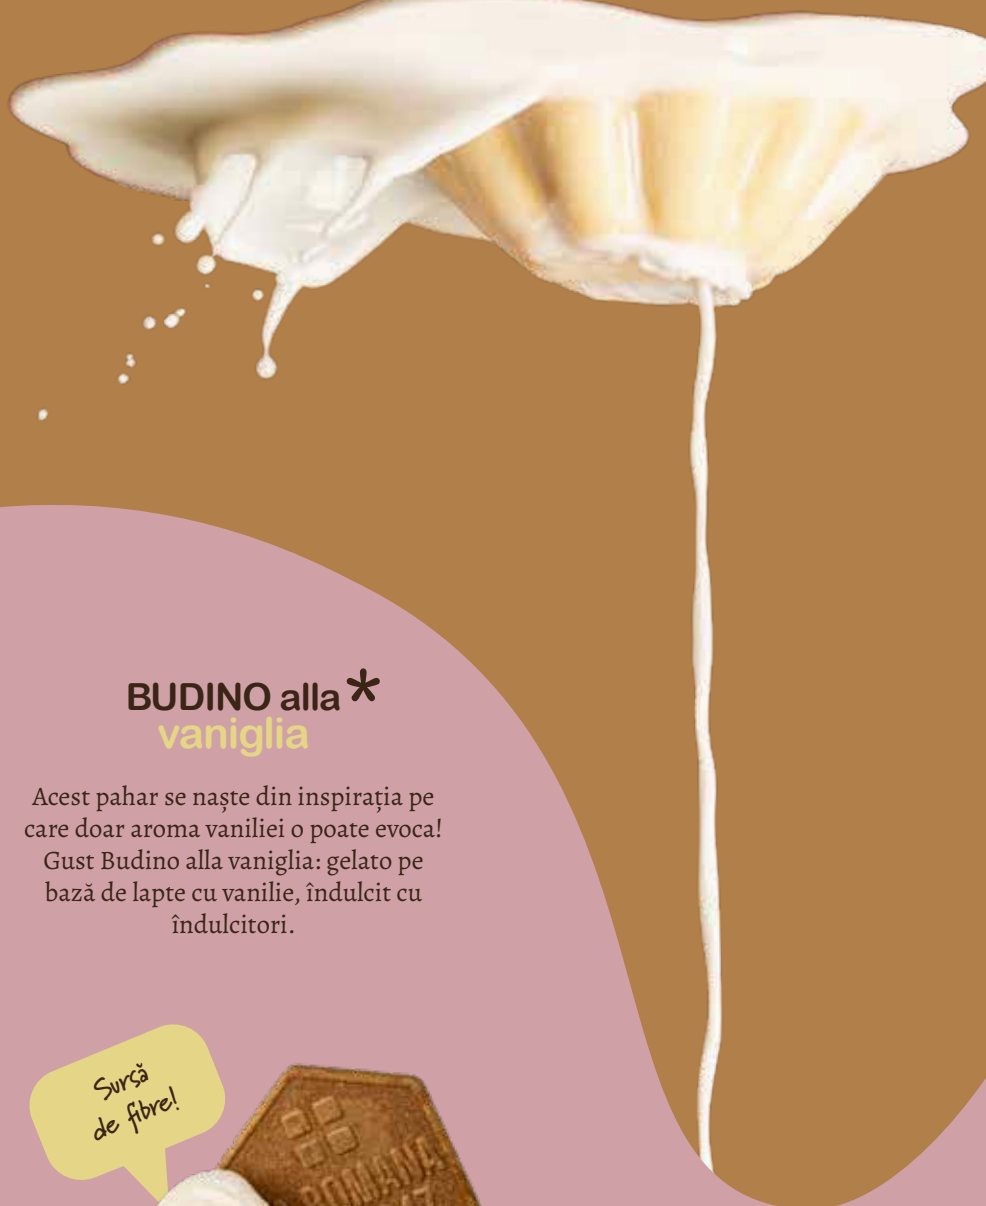 BUDINO alla*
vaniglia
Acest pahar se naște din inspirația pe
care doar aroma vaniliei o poate evoca!
Gust Budino alla vaniglia: gelato pe
bază de lapte cu vanilie, îndulcit cu
îndulcitori.
Sursă
de fibre!
ROMANA